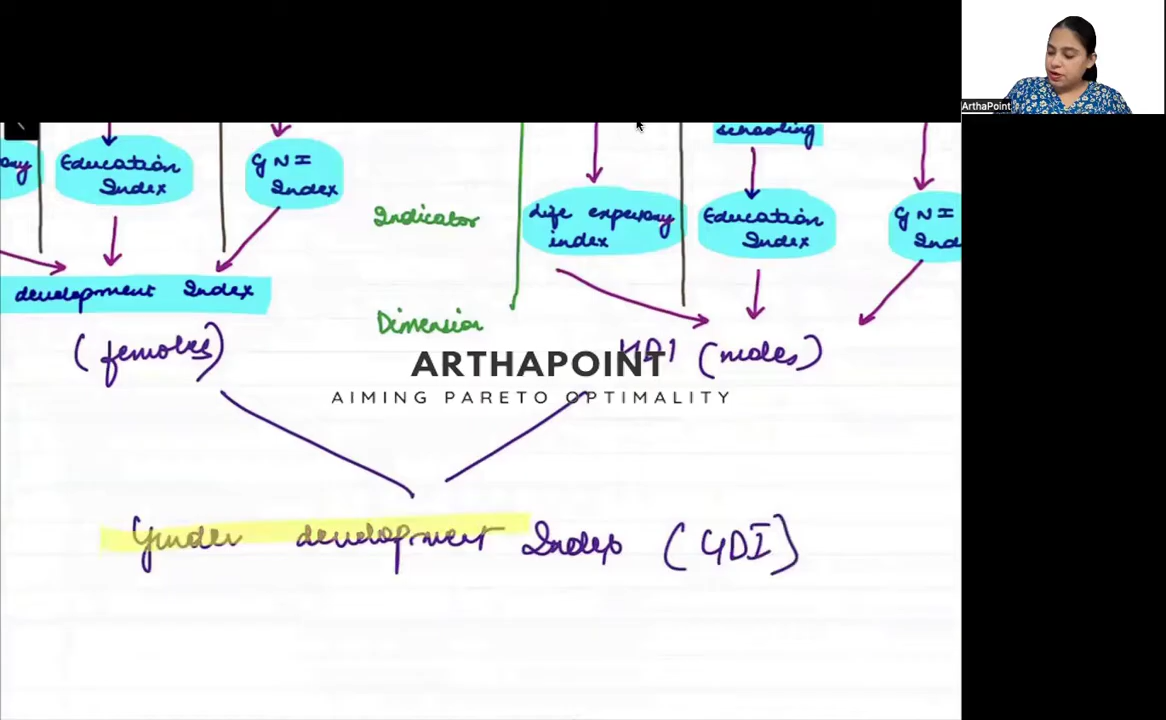 ArthaPoint
schooling
Education Index
GNI Index
Indicator
Life expectancy index
Education Index
GNI
development Index
Dimension
(females)
HDI (males)
ARTHAPOINT
AIMING PARETO OPTIMALITY
Gender development Index (GDI)